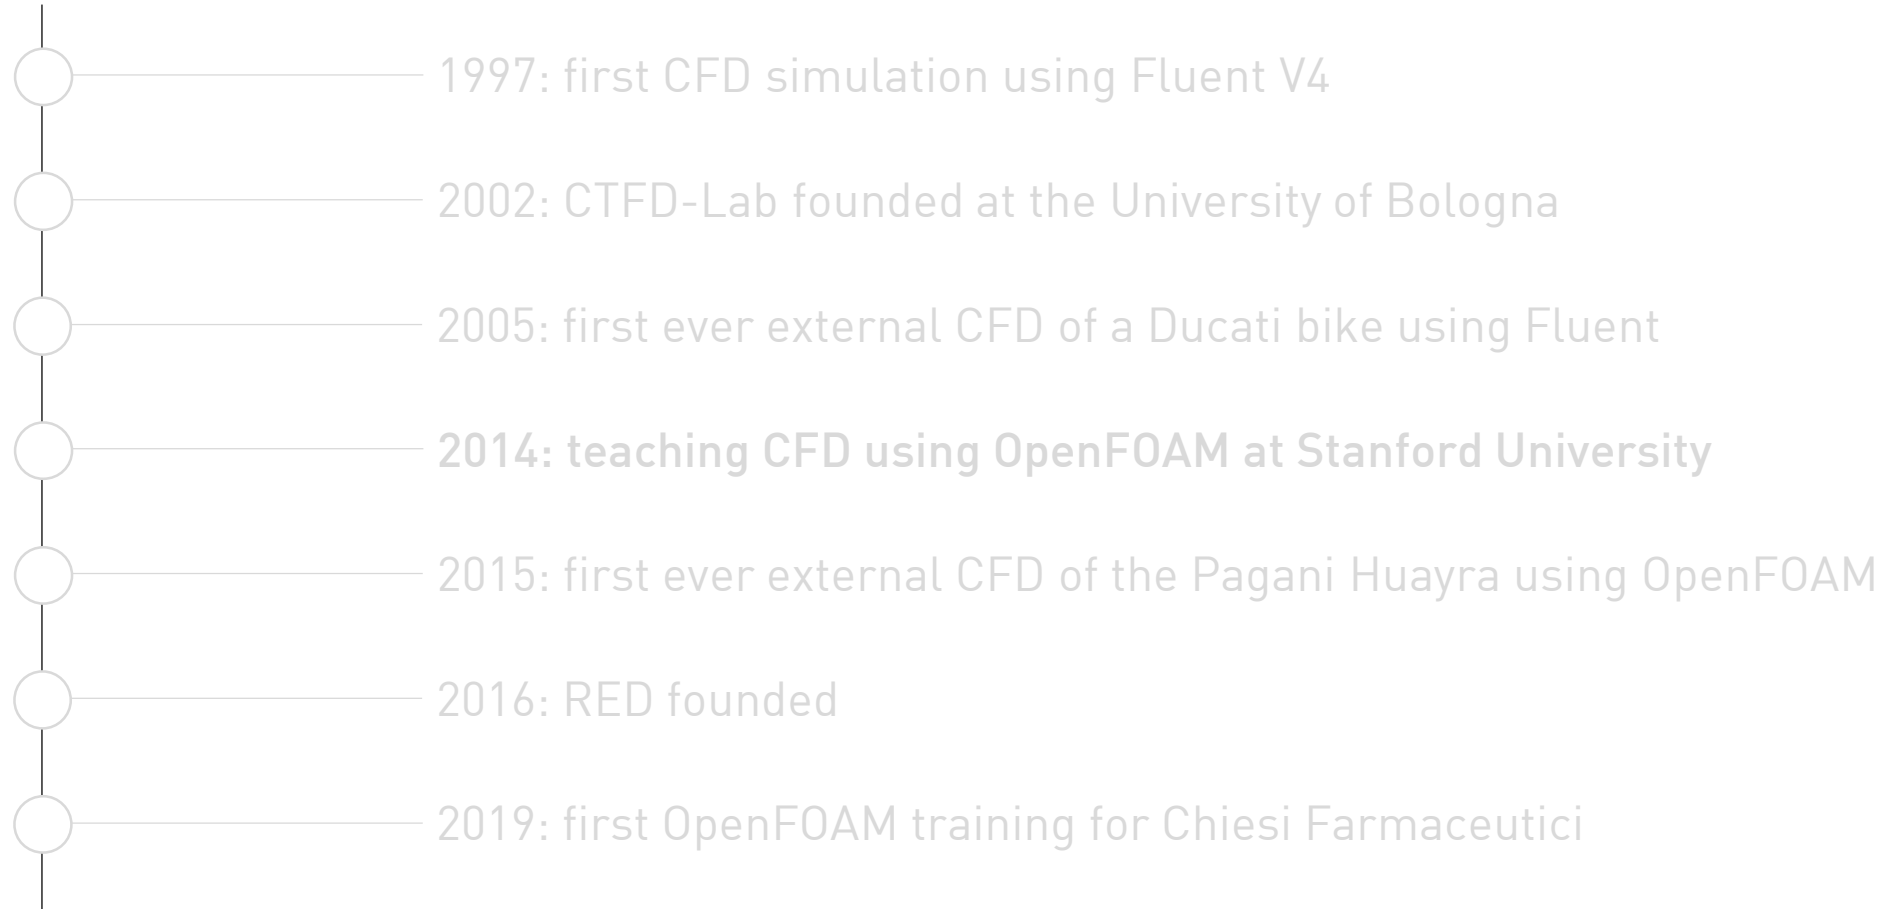 1997: first CFD simulation using Fluent V4
2002: CTFD-Lab founded at the University of Bologna
2005: first ever external CFD of a Ducati bike using Fluent
2014: teaching CFD using OpenFOAM at Stanford University
2015: first ever external CFD of the Pagani Huayra using OpenFOAM
2016: RED founded
2019: first OpenFOAM training for Chiesi Farmaceutici